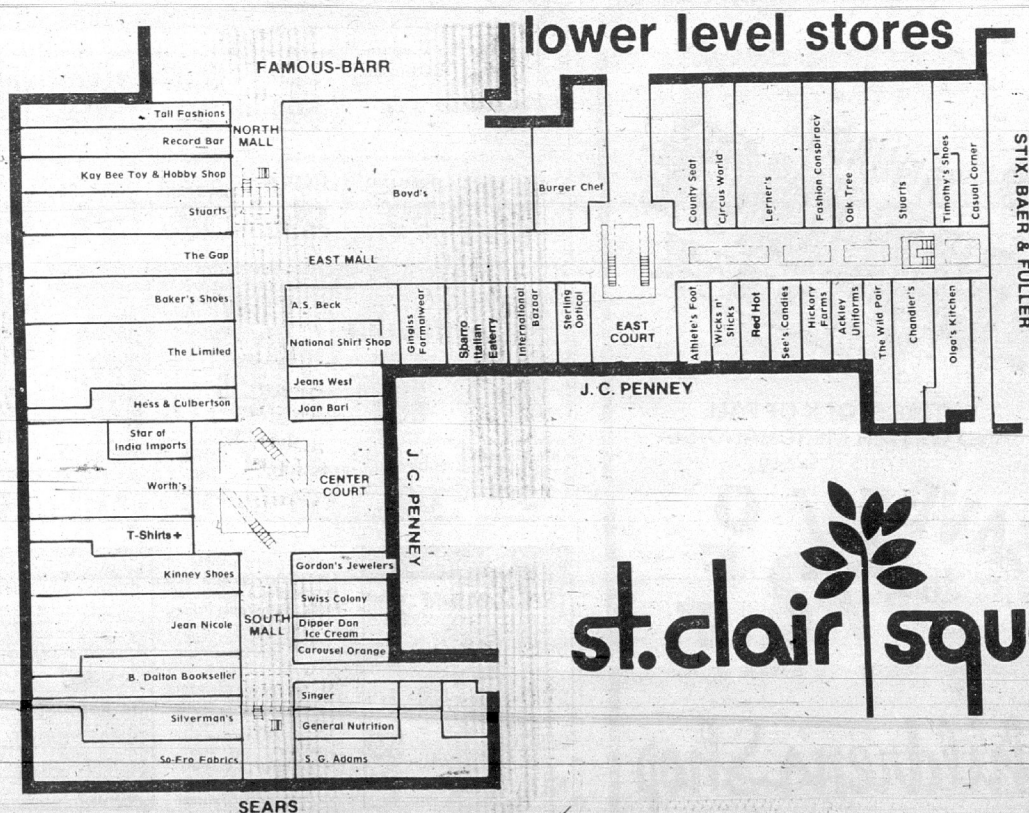 lower level stores
FAMOUS-BARR
Tall Fashions
Record Bar
Kay Bee Toy & Hobby Shop
Stuarts
The Gap
Baker's Shoes
The Limited
Hess & Culbertson
Star of
India Imports
Worth's
T-Shirts+
Kinney Shoes
Jean Nicole
B. Dalton Bookseller
Silverman's
So-Fro Fabrics
NORTH
MALL
Boyd's
Burger Chef
EAST MALL
A.S. Beck
National Shirt Shop
Jeans West
Joan Bari
Gingiss
Formalwear
Sbarro
Italian
Eaterry
International
Bazaar
Sterling
Optical
EAST
COURT
County Seat
Circus World
Lerner's
Fashion Conspiracy
Oak Tree
Stuarts
Timothy's Shoes
Casual Corner
STIX, BAER & FULLER
Athlete's Foot
Wicks n'
Sticks
Red Hot
See's Candies
Hickory
Farms
Ackley
Uniforms
The Wild Pair
Chandler's
Olga's Kitchen
J. C. PENNEY
CENTER
COURT
J. C. PENNEY
Gordon's Jewelers
Swiss Colony
Dipper Dan
Ice Cream
Carousel Orange
SOUTH
MALL
Singer
General Nutrition
S. G. Adams
SEARS
st.clair squ